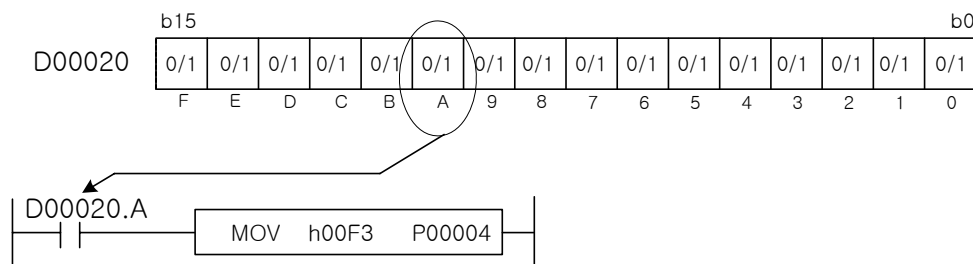 b15 b0
D00020 0/1 0/1 0/1 0/1 0/1 0/1 0/1 0/1 0/1 0/1 0/1 0/1 0/1 0/1 0/1 0/1
F E D C B A 9 8 7 6 5 4 3 2 1 0
D00020.A
MOV h00F3 P00004